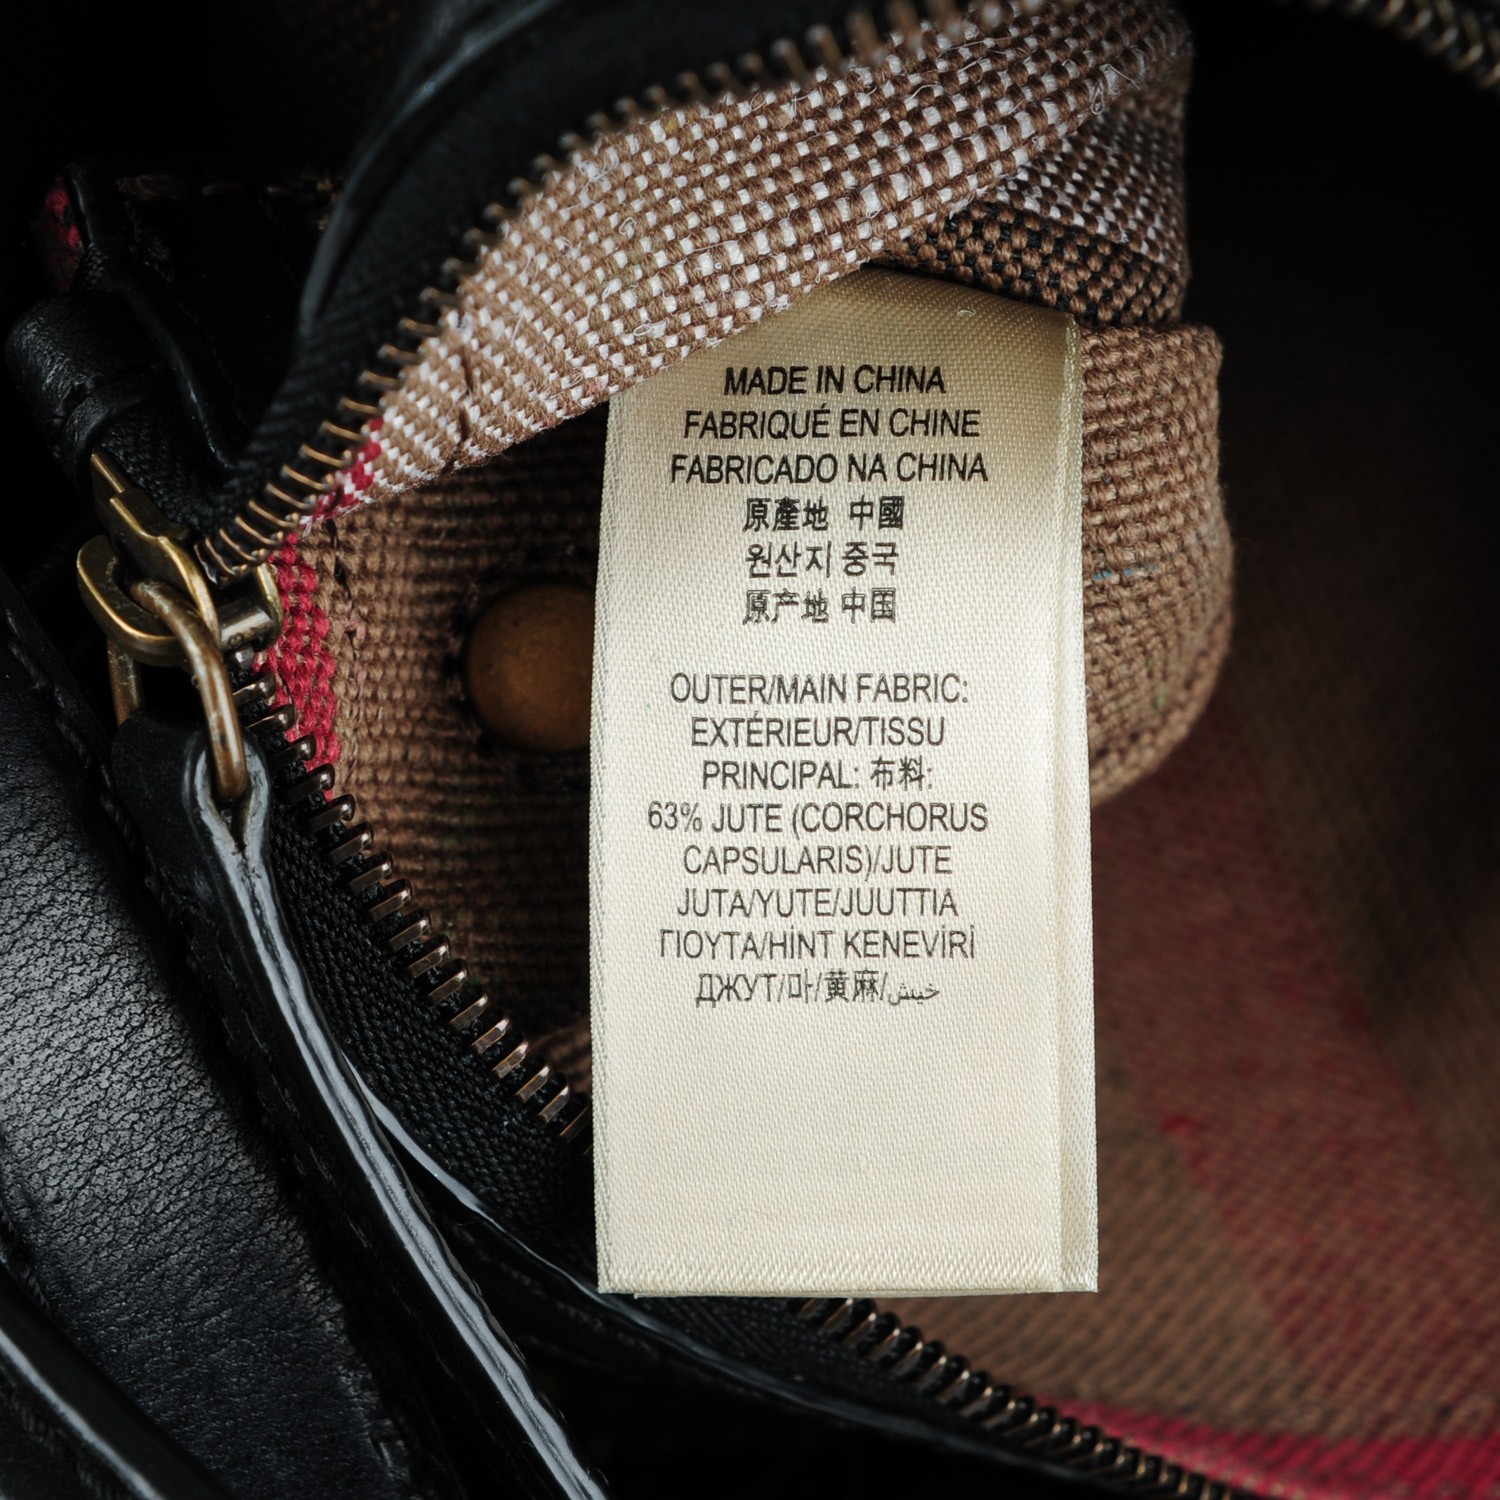 MADE IN CHINA
FABRIQUÉ EN CHINE
FABRICADO NA CHINA
原產地 中國
원산지 중국
原产地 中国
OUTER/MAIN FABRIC:
EXTÉRIEUR/TISSU
PRINCIPAL: 布料:
63% JUTE (CORCHORUS
CAPSULARIS)/JUTE
JUTA/YUTE/JUUTTIA
ΓΙΟΥΤΑ/HİNT KENEVİRİ
ДЖУТ/마/黄麻/خيش